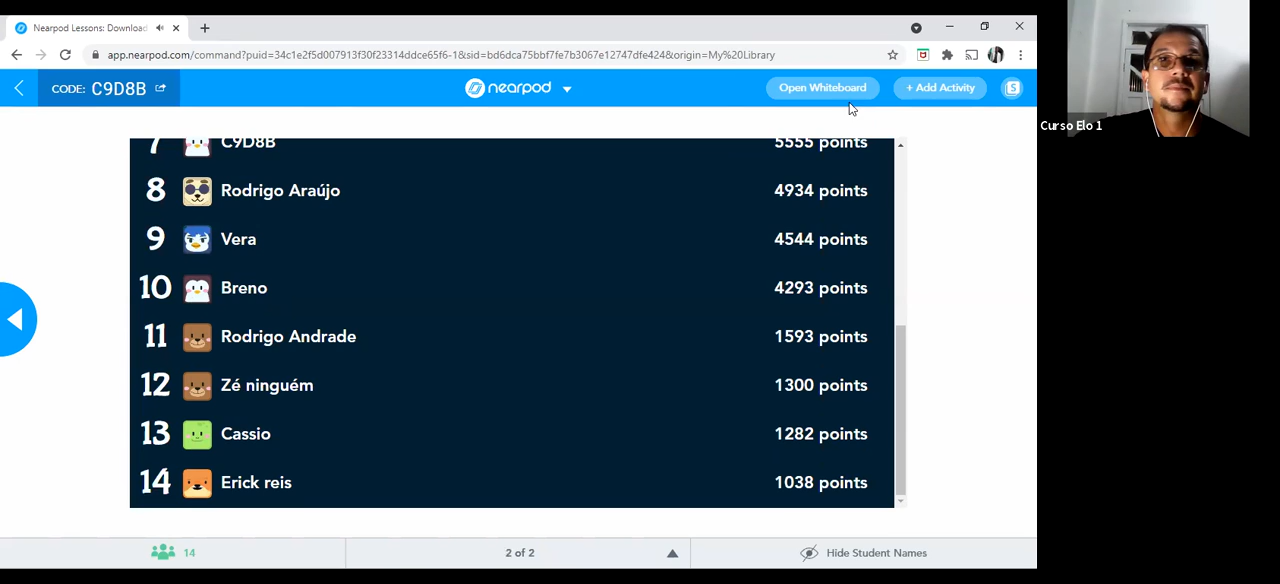 Nearpod Lessons: Download
app.nearpod.com/command?puid=34c1e2f5d007913f30f23314ddce65f6-1&sid=bd6dca75bbf7fe7b3067e12747dfe424&origin=My%20Library
CODE: C9D8B
nearpod
Open Whiteboard
+ Add Activity
S
Curso Elo 1
7 C9D8B 5555 points
8 Rodrigo Araújo 4934 points
9 Vera 4544 points
10 Breno 4293 points
11 Rodrigo Andrade 1593 points
12 Zé ninguém 1300 points
13 Cassio 1282 points
14 Erick reis 1038 points
14
2 of 2
Hide Student Names